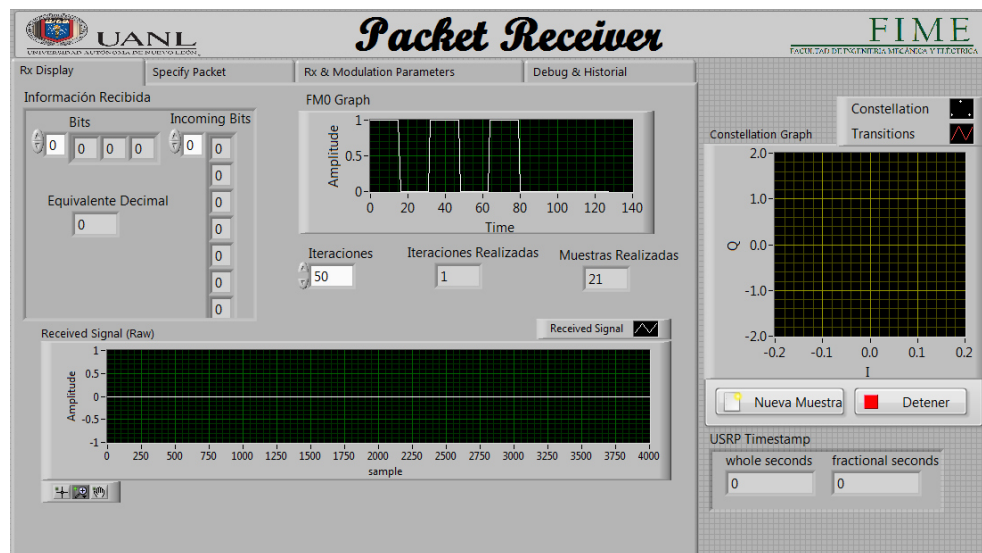 UANL
UNIVERSIDAD AUTÓNOMA DE NUEVO LEÓN
Packet Receiver
FIME
FACULTAD DE INGENIERÍA MECÁNICA Y ELÉCTRICA
Rx Display
Specify Packet
Rx & Modulation Parameters
Debug & Historial
Información Recibida
Bits
Incoming Bits
0
0 0 0
0
0
0
0
0
0
0
0
Equivalente Decimal
0
FM0 Graph
Amplitude
1
0.5
0
0 20 40 60 80 100 120 140
Time
Iteraciones
50
Iteraciones Realizadas
1
Muestras Realizadas
21
Received Signal (Raw)
Received Signal
Amplitude
1
0.5
0
-0.5
-1
0 250 500 750 1000 1250 1500 1750 2000 2250 2500 2750 3000 3250 3500 3750 4000
sample
Constellation
Transitions
Constellation Graph
Q
2.0
1.0
0.0
-1.0
-2.0
-0.2 -0.1 0.0 0.1 0.2
I
Nueva Muestra
Detener
USRP Timestamp
whole seconds
0
fractional seconds
0